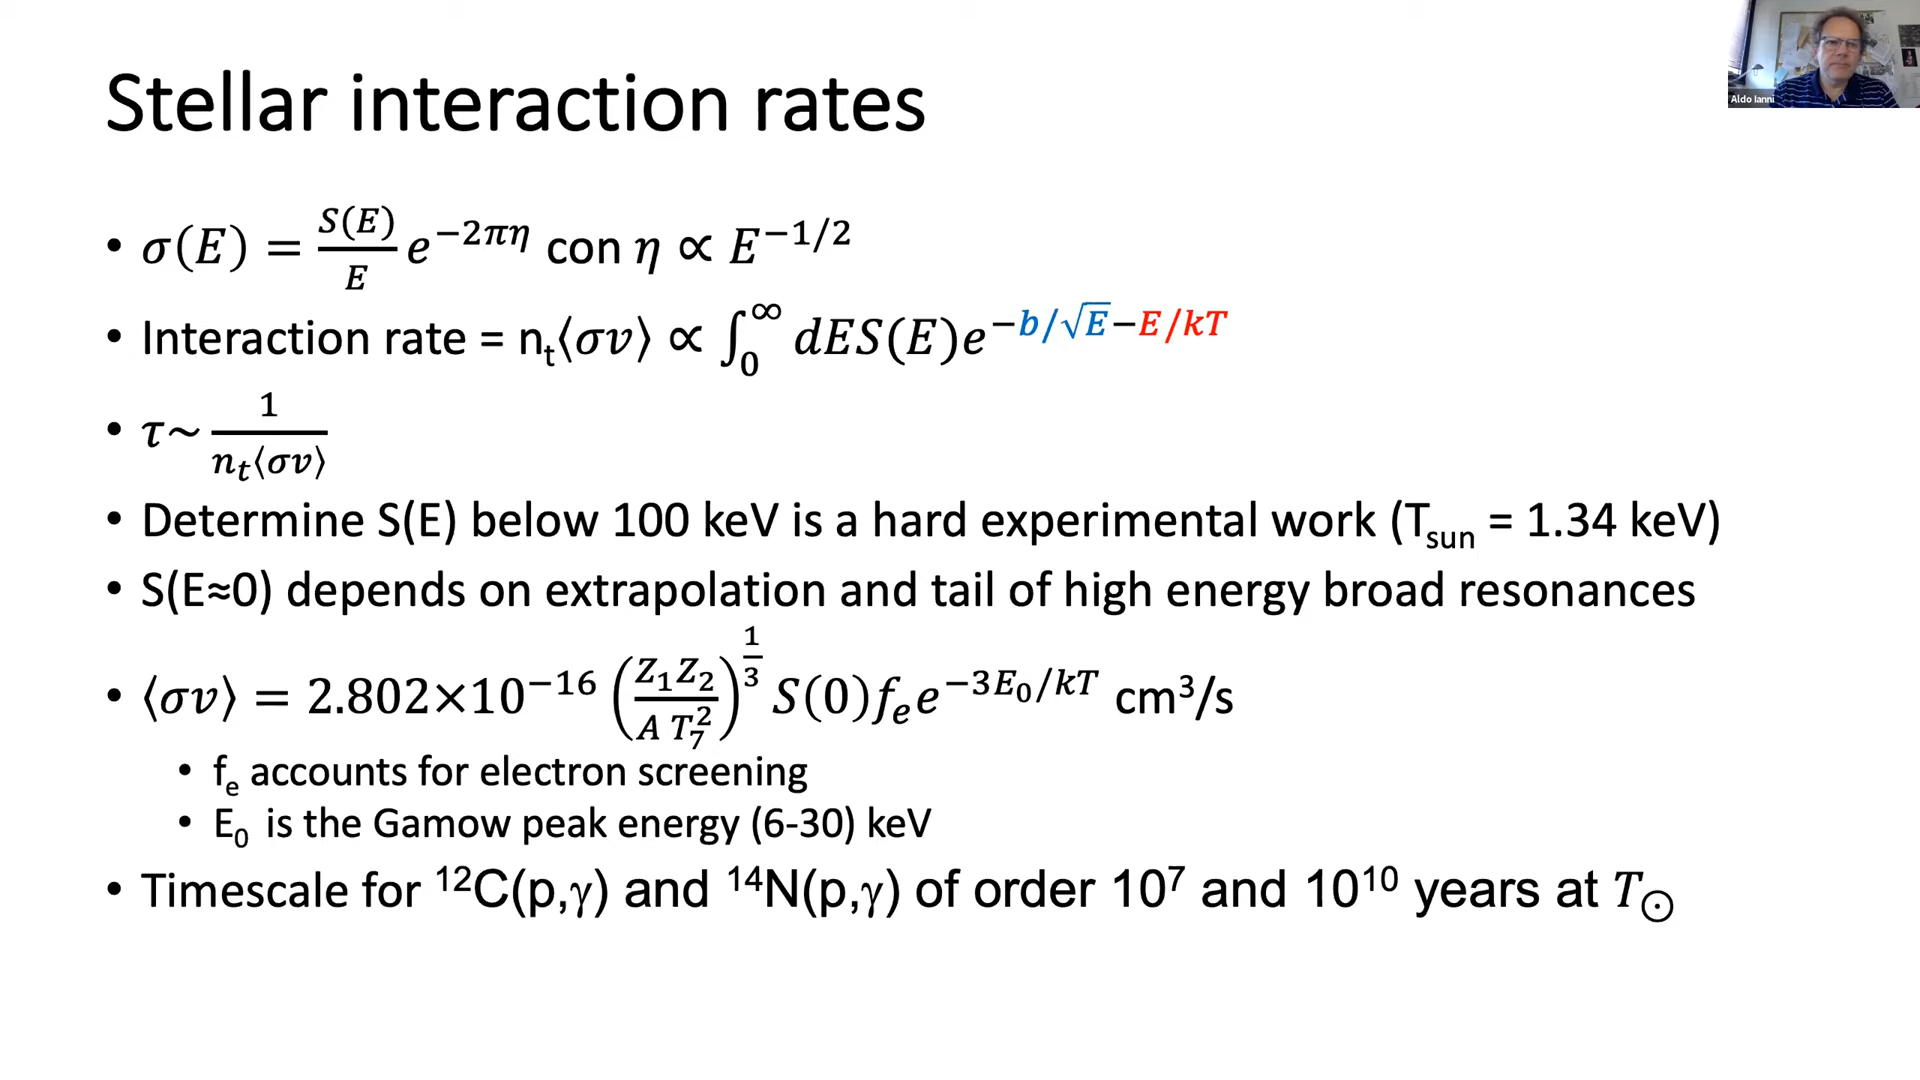 Stellar interaction rates
Aldo Ianni
• σ(E) = S(E)/E e^{−2πη} con η ∝ E^{−1/2}
• Interaction rate = n_t⟨σv⟩ ∝ ∫_0^∞ dES(E)e^{−b/√E−E/kT}
• τ~ 1/(n_t⟨σv⟩)
• Determine S(E) below 100 keV is a hard experimental work (T_sun = 1.34 keV)
• S(E≈0) depends on extrapolation and tail of high energy broad resonances
• ⟨σv⟩ = 2.802×10^{−16} (Z_1Z_2/(A T_7^2))^{1/3} S(0)f_e e^{−3E_0/kT} cm³/s
• f_e accounts for electron screening
• E_0 is the Gamow peak energy (6-30) keV
• Timescale for ¹²C(p,γ) and ¹⁴N(p,γ) of order 10⁷ and 10¹⁰ years at T_⊙